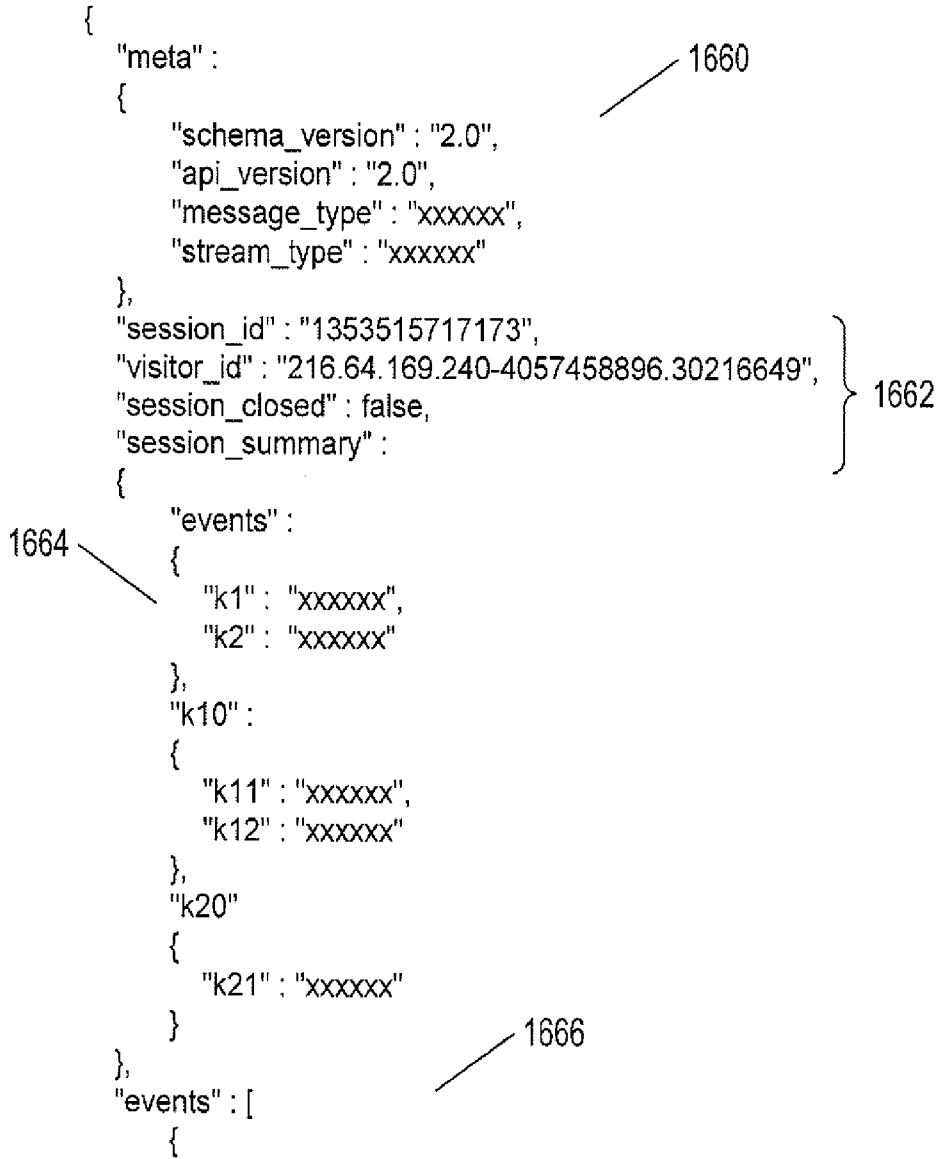 {
"meta" :
1660
{
"schema_version" : "2.0",
"api_version" : "2.0",
"message_type" : "xxxxxx",
"stream_type" : "xxxxxx"
},
"session_id" : "1353515717173",
"visitor_id" : "216.64.169.240-4057458896.30216649",
1662
"session_closed" : false,
"session_summary" :
{
"events" :
1664
{
"k1" : "xxxxxx",
"k2" : "xxxxxx"
},
"k10" :
{
"k11" : "xxxxxx",
"k12" : "xxxxxx"
},
"k20"
{
"k21" : "xxxxxx"
}
1666
},
"events" : [
{